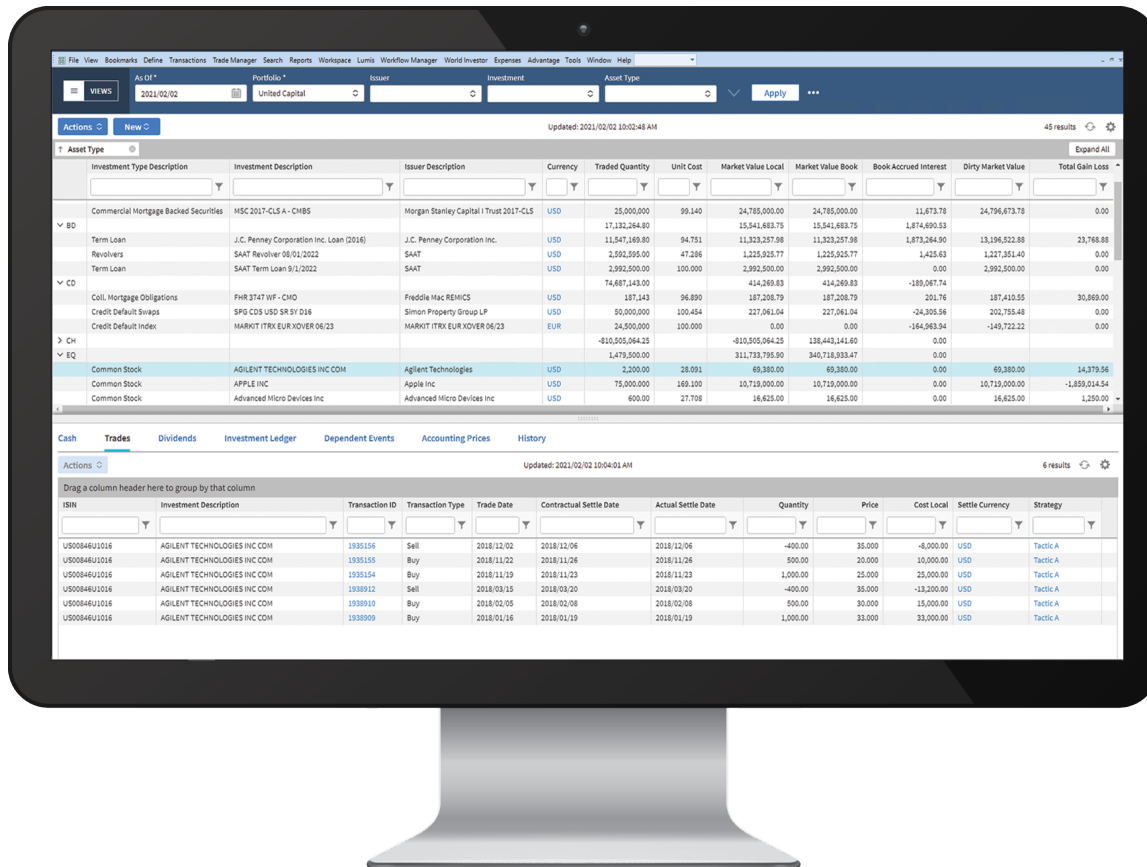 File View Bookmarks Define Transactions Trade Manager Search Reports Workspace Lumis Workflow Manager World Investor Expenses Advantage Tools Window Help
As Of * Portfolio * Issuer Investment Asset Type
VIEWS 2021/02/02 United Capital Apply •••
Actions New Updated: 2021/02/02 10:02:48 AM 45 results
↑ Asset Type Expand All
Investment Type Description Investment Description Issuer Description Currency Traded Quantity Unit Cost Market Value Local Market Value Book Book Accrued Interest Dirty Market Value Total Gain Loss
Commercial Mortgage Backed Securities MSC 2017-CLS A - CMBS Morgan Stanley Capital I Trust 2017-CLS USD 25,000,000 99.140 24,785,000.00 24,785,000.00 11,673.78 24,796,673.78 0.00
BD 17,132,264.80 15,541,683.75 15,541,683.75 1,874,690.53
Term Loan J.C. Penney Corporation Inc. Loan (2016) J.C. Penney Corporation Inc. USD 11,547,169.80 94.751 11,323,257.98 11,323,257.98 1,873,264.90 13,196,522.88 23,768.88
Revolvers SAAT Revolver 08/01/2022 SAAT USD 2,592,595.00 47.286 1,225,925.77 1,225,925.77 1,425.63 1,227,351.40 0.00
Term Loan SAAT Term Loan 9/1/2022 SAAT USD 2,992,500.00 100.000 2,992,500.00 2,992,500.00 0.00 2,992,500.00 0.00
CD 74,687,143.00 414,269.83 414,269.83 -189,067.74
Coll. Mortgage Obligations FHR 3747 WF - CMO Freddie Mac REMICS USD 187,143 96.890 187,208.79 187,208.79 201.76 187,410.55 30,869.00
Credit Default Swaps SPG CDS USD SR 5Y D16 Simon Property Group LP USD 50,000,000 100.454 227,061.04 227,061.04 -24,305.56 202,755.48 0.00
Credit Default Index MARKIT ITRX EUR XOVER 06/23 MARKIT ITRX EUR XOVER 06/23 EUR 24,500,000 100.000 0.00 0.00 -164,963.94 -149,722.22 0.00
CH -810,505,064.25 -810,505,064.25 138,443,141.60 0.00
EQ 1,479,500.00 311,733,795.90 340,718,933.47 0.00
Common Stock AGILENT TECHNOLOGIES INC COM Agilent Technologies USD 2,200.00 28.091 69,380.00 69,380.00 0.00 69,380.00 14,379.56
Common Stock APPLE INC Apple Inc USD 75,000.000 169.100 10,719,000.00 10,719,000.00 0.00 10,719,000.00 -1,859,014.54
Common Stock Advanced Micro Devices Inc Advanced Micro Devices Inc USD 600.00 27.708 16,625.00 16,625.00 0.00 16,625.00 1,250.00
Cash Trades Dividends Investment Ledger Dependent Events Accounting Prices History
Actions Updated: 2021/02/02 10:04:01 AM 6 results
Drag a column header here to group by that column
ISIN Investment Description Transaction ID Transaction Type Trade Date Contractual Settle Date Actual Settle Date Quantity Price Cost Local Settle Currency Strategy
US00846U1016 AGILENT TECHNOLOGIES INC COM 1935156 Sell 2018/12/02 2018/12/06 2018/12/06 -400.00 35.000 -8,000.00 USD Tactic A
US00846U1016 AGILENT TECHNOLOGIES INC COM 1935155 Buy 2018/11/22 2018/11/26 2018/11/26 500.00 20.000 10,000.00 USD Tactic A
US00846U1016 AGILENT TECHNOLOGIES INC COM 1935154 Buy 2018/11/19 2018/11/23 2018/11/23 1,000.00 25.000 25,000.00 USD Tactic A
US00846U1016 AGILENT TECHNOLOGIES INC COM 1938912 Sell 2018/03/15 2018/03/20 2018/03/20 -400.00 35.000 -13,200.00 USD Tactic A
US00846U1016 AGILENT TECHNOLOGIES INC COM 1938910 Buy 2018/02/05 2018/02/08 2018/02/08 500.00 30.000 15,000.00 USD Tactic A
US00846U1016 AGILENT TECHNOLOGIES INC COM 1938909 Buy 2018/01/16 2018/01/19 2018/01/19 1,000.00 33.000 33,000.00 USD Tactic A